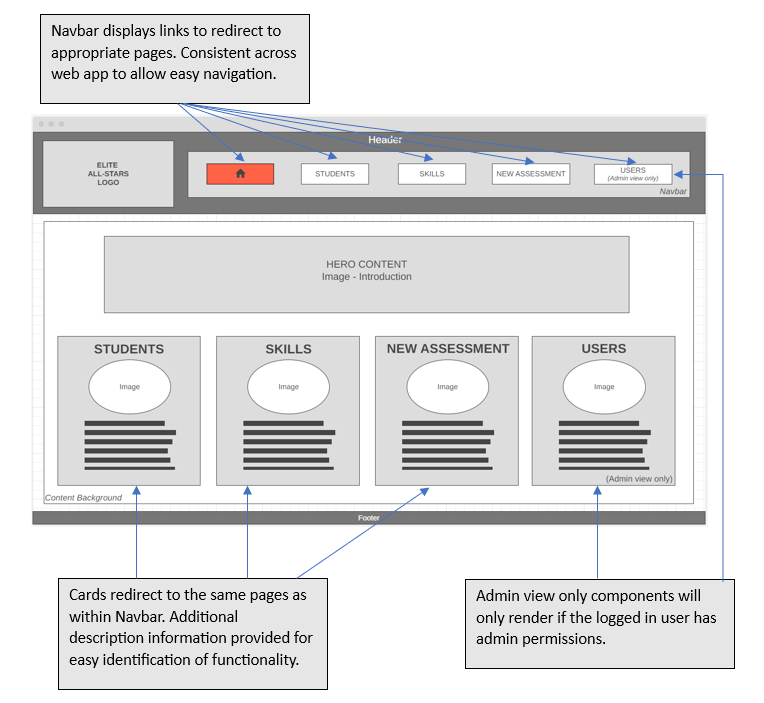 Navbar displays links to redirect to
appropriate pages. Consistent across
web app to allow easy navigation.
Header
ELITE
ALL-STARS
LOGO
STUDENTS
SKILLS
NEW ASSESSMENT
USERS
(Admin view only)
Navbar
HERO CONTENT
Image - Introduction
STUDENTS
Image
SKILLS
Image
NEW ASSESSMENT
Image
USERS
Image
(Admin view only)
Content Background
Footer
Cards redirect to the same pages as
within Navbar. Additional
description information provided for
easy identification of functionality.
Admin view only components will
only render if the logged in user has
admin permissions.